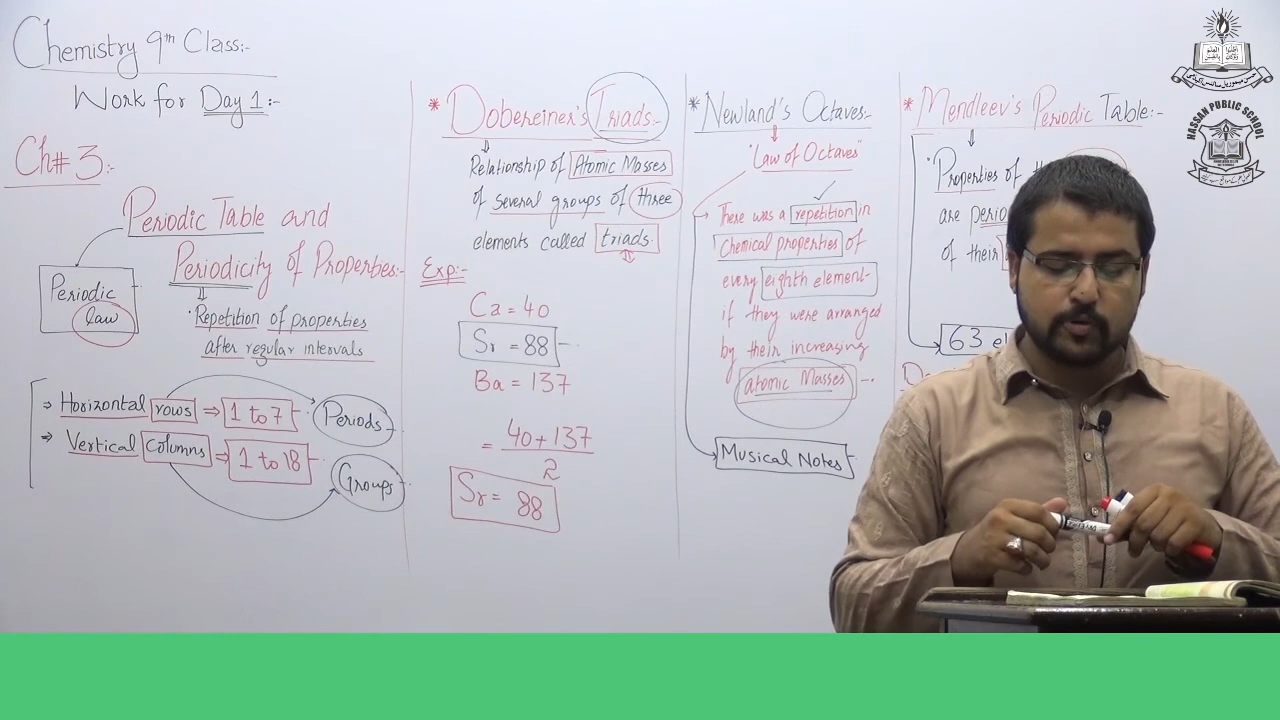 Chemistry 9th Class:-
Work for Day 1:-
Ch# 3:-
Periodic Table and
Periodicity of Properties:-
Periodic
law
· Repetition of properties
after regular intervals
⇒ Horizontal rows ⇒ 1 to 7 Periods
⇒ Vertical Columns ⇒ 1 to 18 Groups
* Dobereiner's Triads:-
Relationship of Atomic Masses
of several groups of three
elements called triads.
Exp:-
Ca = 40
Sr = 88
Ba = 137
= 40+137
2
Sr = 88
* Newland's Octaves:-
"Law of Octaves"
There was a repetition in
Chemical properties of
every eighth element
if they were arranged
by their increasing
atomic Masses
Musical Notes
* Mendleev's Periodic Table:-
"Properties of
are
of their
63
HASSAN PUBLIC SCHOOL